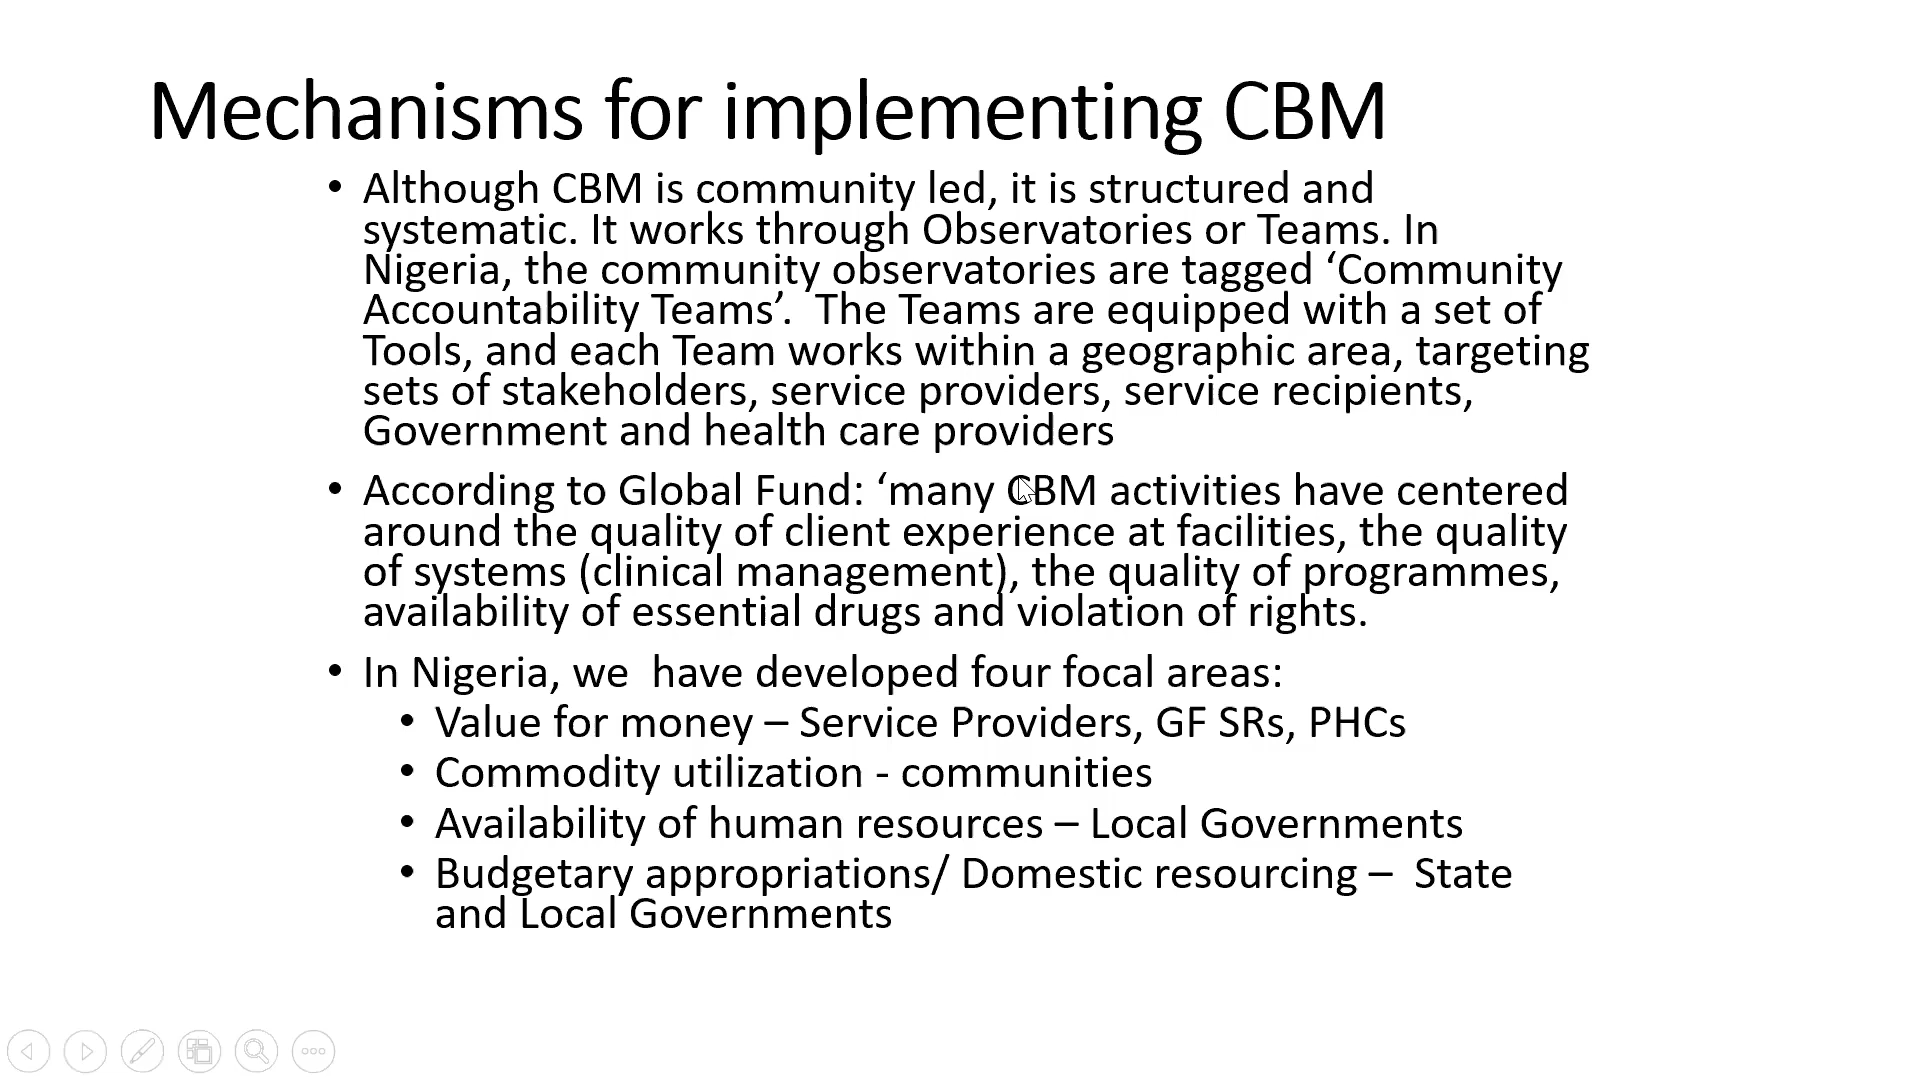 Mechanisms for implementing CBM
• Although CBM is community led, it is structured and
systematic. It works through Observatories or Teams. In
Nigeria, the community observatories are tagged ‘Community
Accountability Teams’.  The Teams are equipped with a set of
Tools, and each Team works within a geographic area, targeting
sets of stakeholders, service providers, service recipients,
Government and health care providers
• According to Global Fund: ‘many CBM activities have centered
around the quality of client experience at facilities, the quality
of systems (clinical management), the quality of programmes,
availability of essential drugs and violation of rights.
• In Nigeria, we  have developed four focal areas:
• Value for money – Service Providers, GF SRs, PHCs
• Commodity utilization - communities
• Availability of human resources – Local Governments
• Budgetary appropriations/ Domestic resourcing –  State
and Local Governments